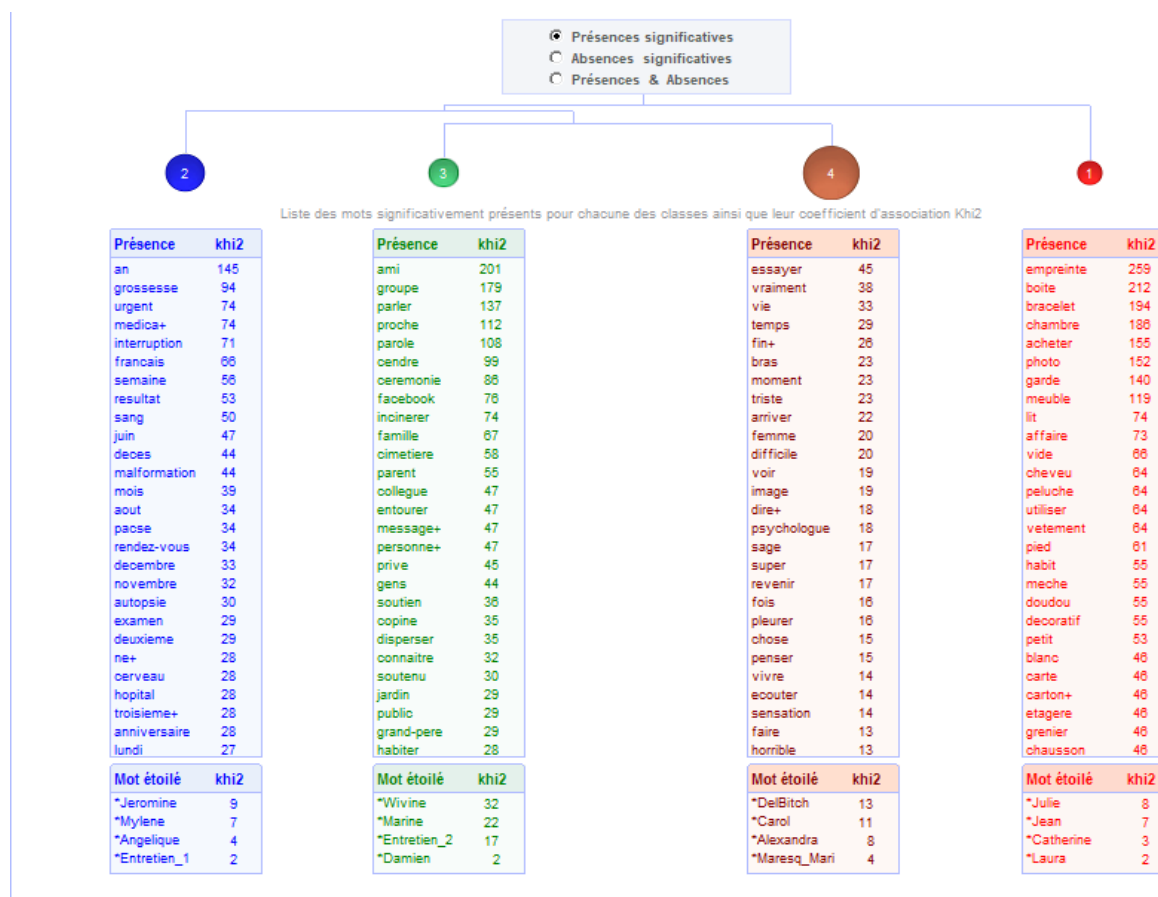 Présences significatives
Absences significatives
Présences & Absences
2
3
4
1
Liste des mots significativement présents pour chacune des classes ainsi que leur coefficient d'association Khi2
Présence khi2
an 145
grossesse 94
urgent 74
medica+ 74
interruption 71
francais 66
semaine 56
resultat 53
sang 50
juin 47
deces 44
malformation 44
mois 39
aout 34
pacse 34
rendez-vous 34
decembre 33
novembre 32
autopsie 30
examen 29
deuxieme 29
ne+ 28
cerveau 28
hopital 28
troisieme+ 28
anniversaire 28
lundi 27
Mot étoilé khi2
*Jeromine 9
*Mylene 7
*Angelique 4
*Entretien_1 2
Présence khi2
ami 201
groupe 179
parler 137
proche 112
parole 108
cendre 99
ceremonie 86
facebook 76
incinerer 74
famille 67
cimetiere 58
parent 55
collegue 47
entourer 47
message+ 47
personne+ 47
prive 45
gens 44
soutien 36
copine 35
disperser 35
connaitre 32
soutenu 30
jardin 29
public 29
grand-pere 29
habiter 28
Mot étoilé khi2
*Wivine 32
*Marine 22
*Entretien_2 17
*Damien 2
Présence khi2
essayer 45
vraiment 38
vie 33
temps 29
fin+ 26
bras 23
moment 23
triste 23
arriver 22
femme 20
difficile 20
voir 19
image 19
dire+ 18
psychologue 18
sage 17
super 17
revenir 17
fois 16
pleurer 16
chose 15
penser 15
vivre 14
ecouter 14
sensation 14
faire 13
horrible 13
Mot étoilé khi2
*DelBitch 13
*Carol 11
*Alexandra 8
*Maresq_Mari 4
Présence khi2
empreinte 259
boite 212
bracelet 194
chambre 186
acheter 155
photo 152
garde 140
meuble 119
lit 74
affaire 73
vide 66
cheveu 64
peluche 64
utiliser 64
vetement 64
pied 61
habit 55
meche 55
doudou 55
decoratif 55
petit 53
blanc 46
carte 46
carton+ 46
etagere 46
grenier 46
chausson 46
Mot étoilé khi2
*Julie 8
*Jean 7
*Catherine 3
*Laura 2